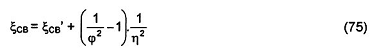 ξCB = ξCB' + (1/φ² − 1) · 1/η² (75)